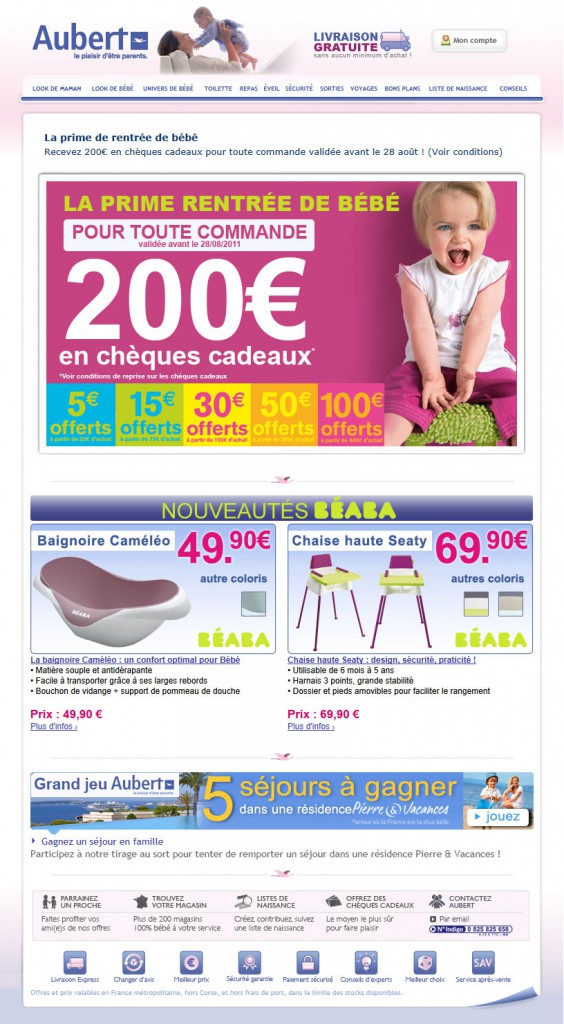 Aubert
le plaisir d'être parents.
LIVRAISON
GRATUITE
sans aucun minimum d'achat !
Mon compte
LOOK DE MAMAN LOOK DE BÉBÉ UNIVERS DE BÉBÉ TOILETTE REPAS ÉVEIL SÉCURITÉ SORTIES VOYAGES BONS PLANS LISTE DE NAISSANCE CONSEILS
La prime de rentrée de bébé
Recevez 200€ en chèques cadeaux pour toute commande validée avant le 28 août ! (Voir conditions)
LA PRIME RENTRÉE DE BÉBÉ
POUR TOUTE COMMANDE
validée avant le 28/08/2011
200€
en chèques cadeaux*
*Voir conditions de reprise sur les chèques cadeaux
5€ 15€ 30€ 50€ 100€
offerts offerts offerts offerts offerts
à partir de 25€ d'achat à partir de 75€ d'achat à partir de 150€ d'achat
NOUVEAUTÉS BÉABA
Baignoire Caméléo 49.90€
autre coloris
BÉABA
BÉABA
La baignoire Caméléo : un confort optimal pour Bébé
• Matière souple et antidérapante
• Facile à transporter grâce à ses larges rebords
• Bouchon de vidange + support de pommeau de douche
Prix : 49,90 €
Plus d'infos ›
Chaise haute Seaty 69.90€
autres coloris
BÉABA
Chaise haute Seaty : design, sécurité, praticité !
• Utilisable de 6 mois à 5 ans
• Harnais 3 points, grande stabilité
• Dossier et pieds amovibles pour faciliter le rangement
Prix : 69,90 €
Plus d'infos ›
Grand jeu Aubert
le plaisir d'être parents.
5 séjours à gagner
dans une résidence Pierre & Vacances
Partout où la France est la plus belle
jouez
Gagnez un séjour en famille
Participez à notre tirage au sort pour tenter de remporter un séjour dans une résidence Pierre & Vacances !
PARRAINEZ
UN PROCHE
Faites profiter vos
ami(e)s de nos offres
TROUVEZ
VOTRE MAGASIN
Plus de 200 magasins
100% bébé à votre service
LISTES DE
NAISSANCE
Créez, contribuez, suivez
une liste de naissance
OFFREZ DES
CHÈQUES CADEAUX
Le moyen le plus sûr
pour faire plaisir
CONTACTEZ
AUBERT
Par email
N°Indigo 0 825 825 658
Livraison Express
Changer d'avis
Meilleur prix
Sécurité garantie
Paiement sécurisé
Conseils d'experts
Meilleur choix
SAV
Service après-vente
Offres et prix valables en France métropolitaine, hors Corse, et hors frais de port, dans la limite des stocks disponibles.